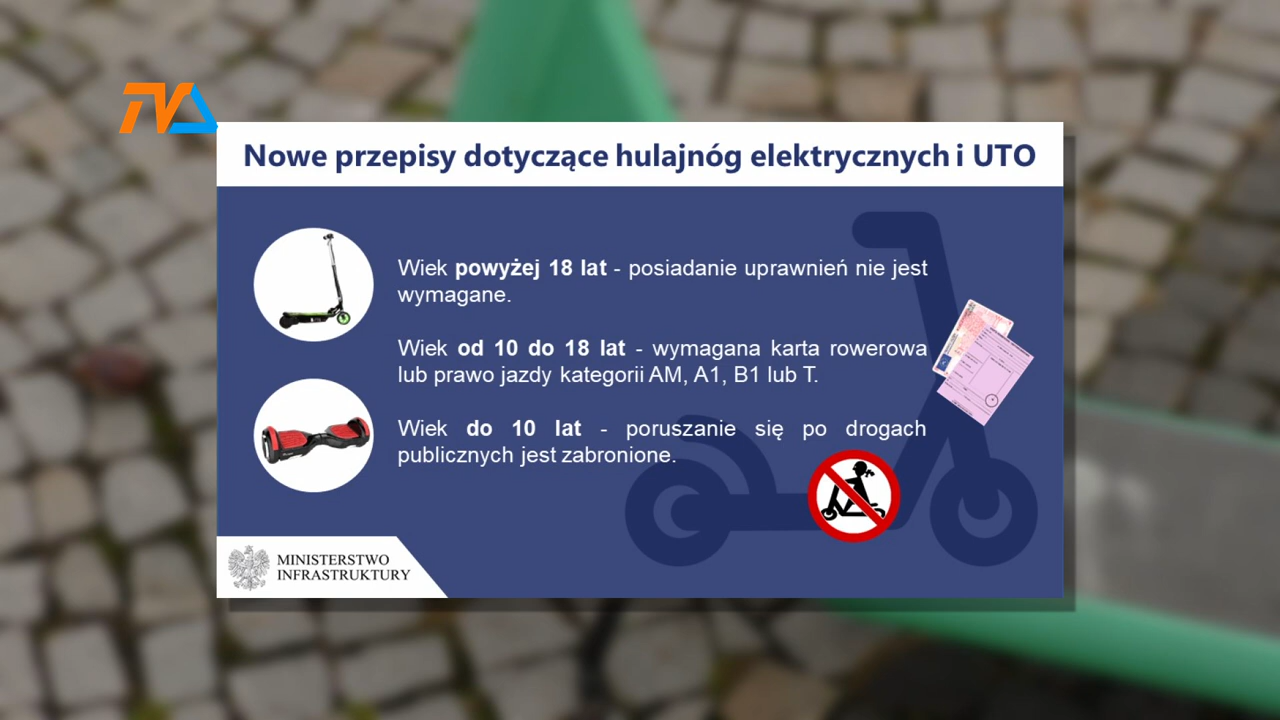 TVA
Nowe przepisy dotyczące hulajnóg elektrycznych i UTO
Wiek powyżej 18 lat - posiadanie uprawnień nie jest
wymagane.
Wiek od 10 do 18 lat - wymagana karta rowerowa
lub prawo jazdy kategorii AM, A1, B1 lub T.
Wiek do 10 lat - poruszanie się po drogach
publicznych jest zabronione.
MINISTERSTWO
INFRASTRUKTURY